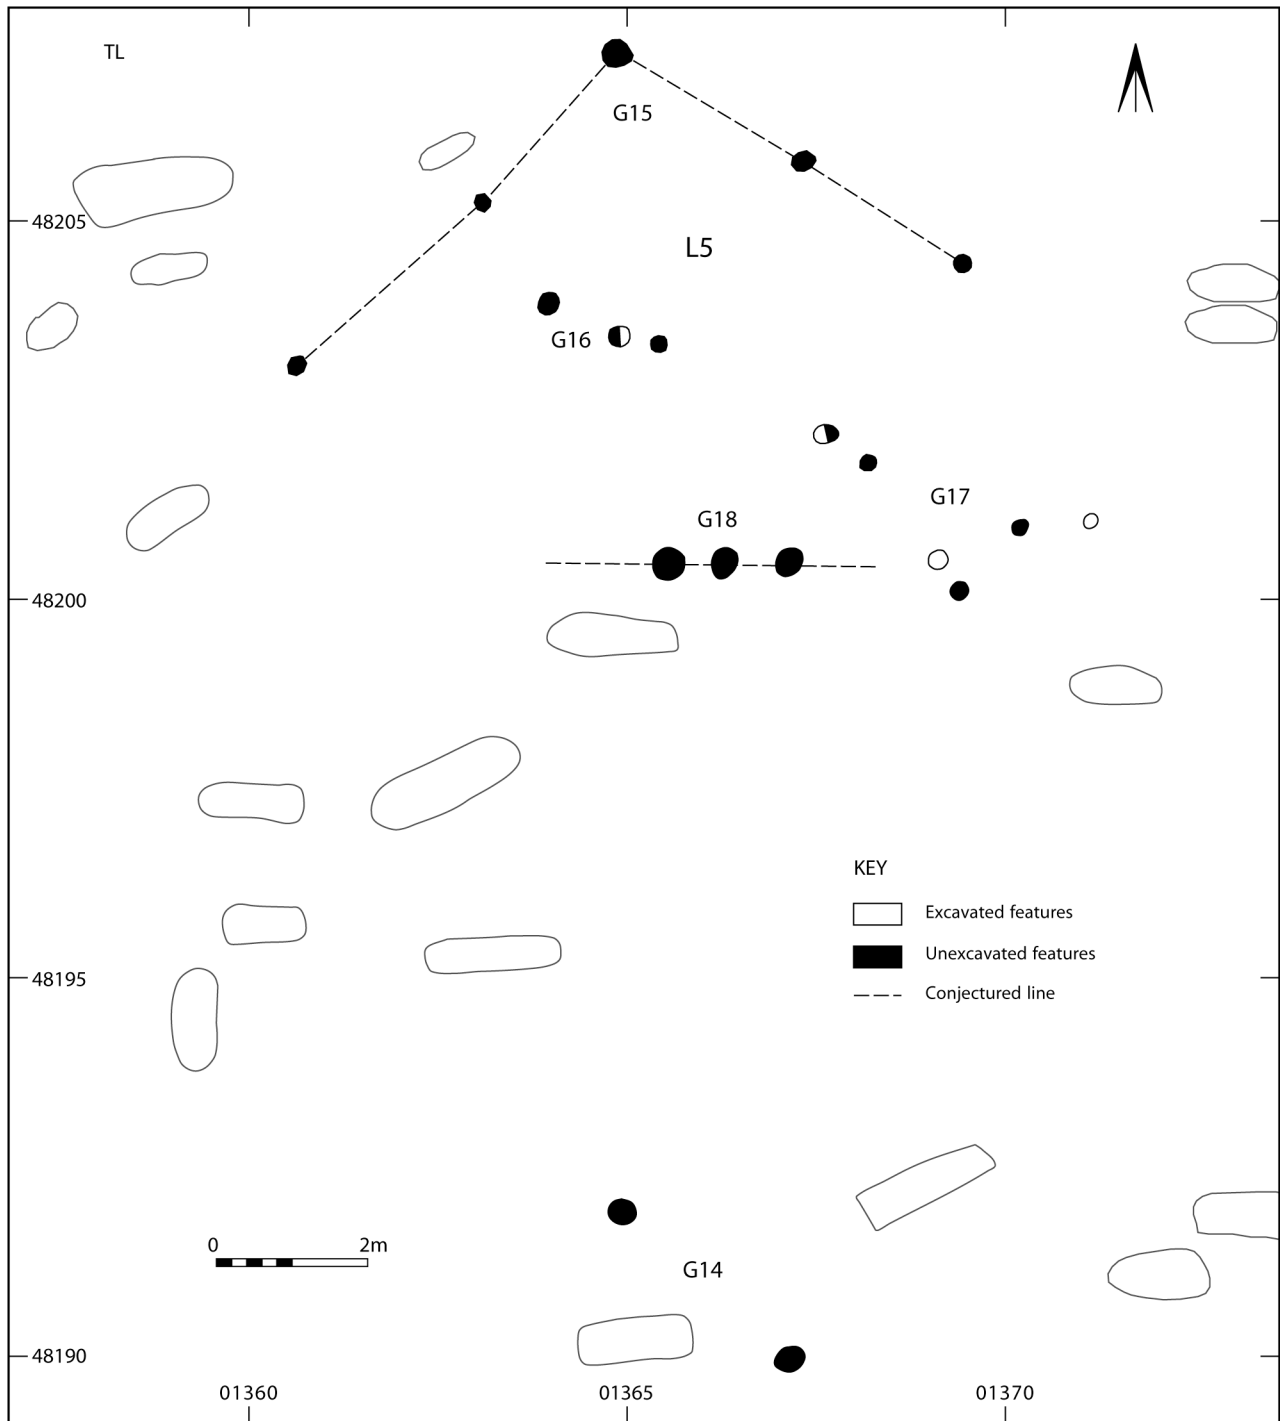 TL
G15
48205
L5
G16
G17
G18
48200
KEY
Excavated features
Unexcavated features
48195
Conjectured line
0 2m
G14
48190
01360 01365 01370